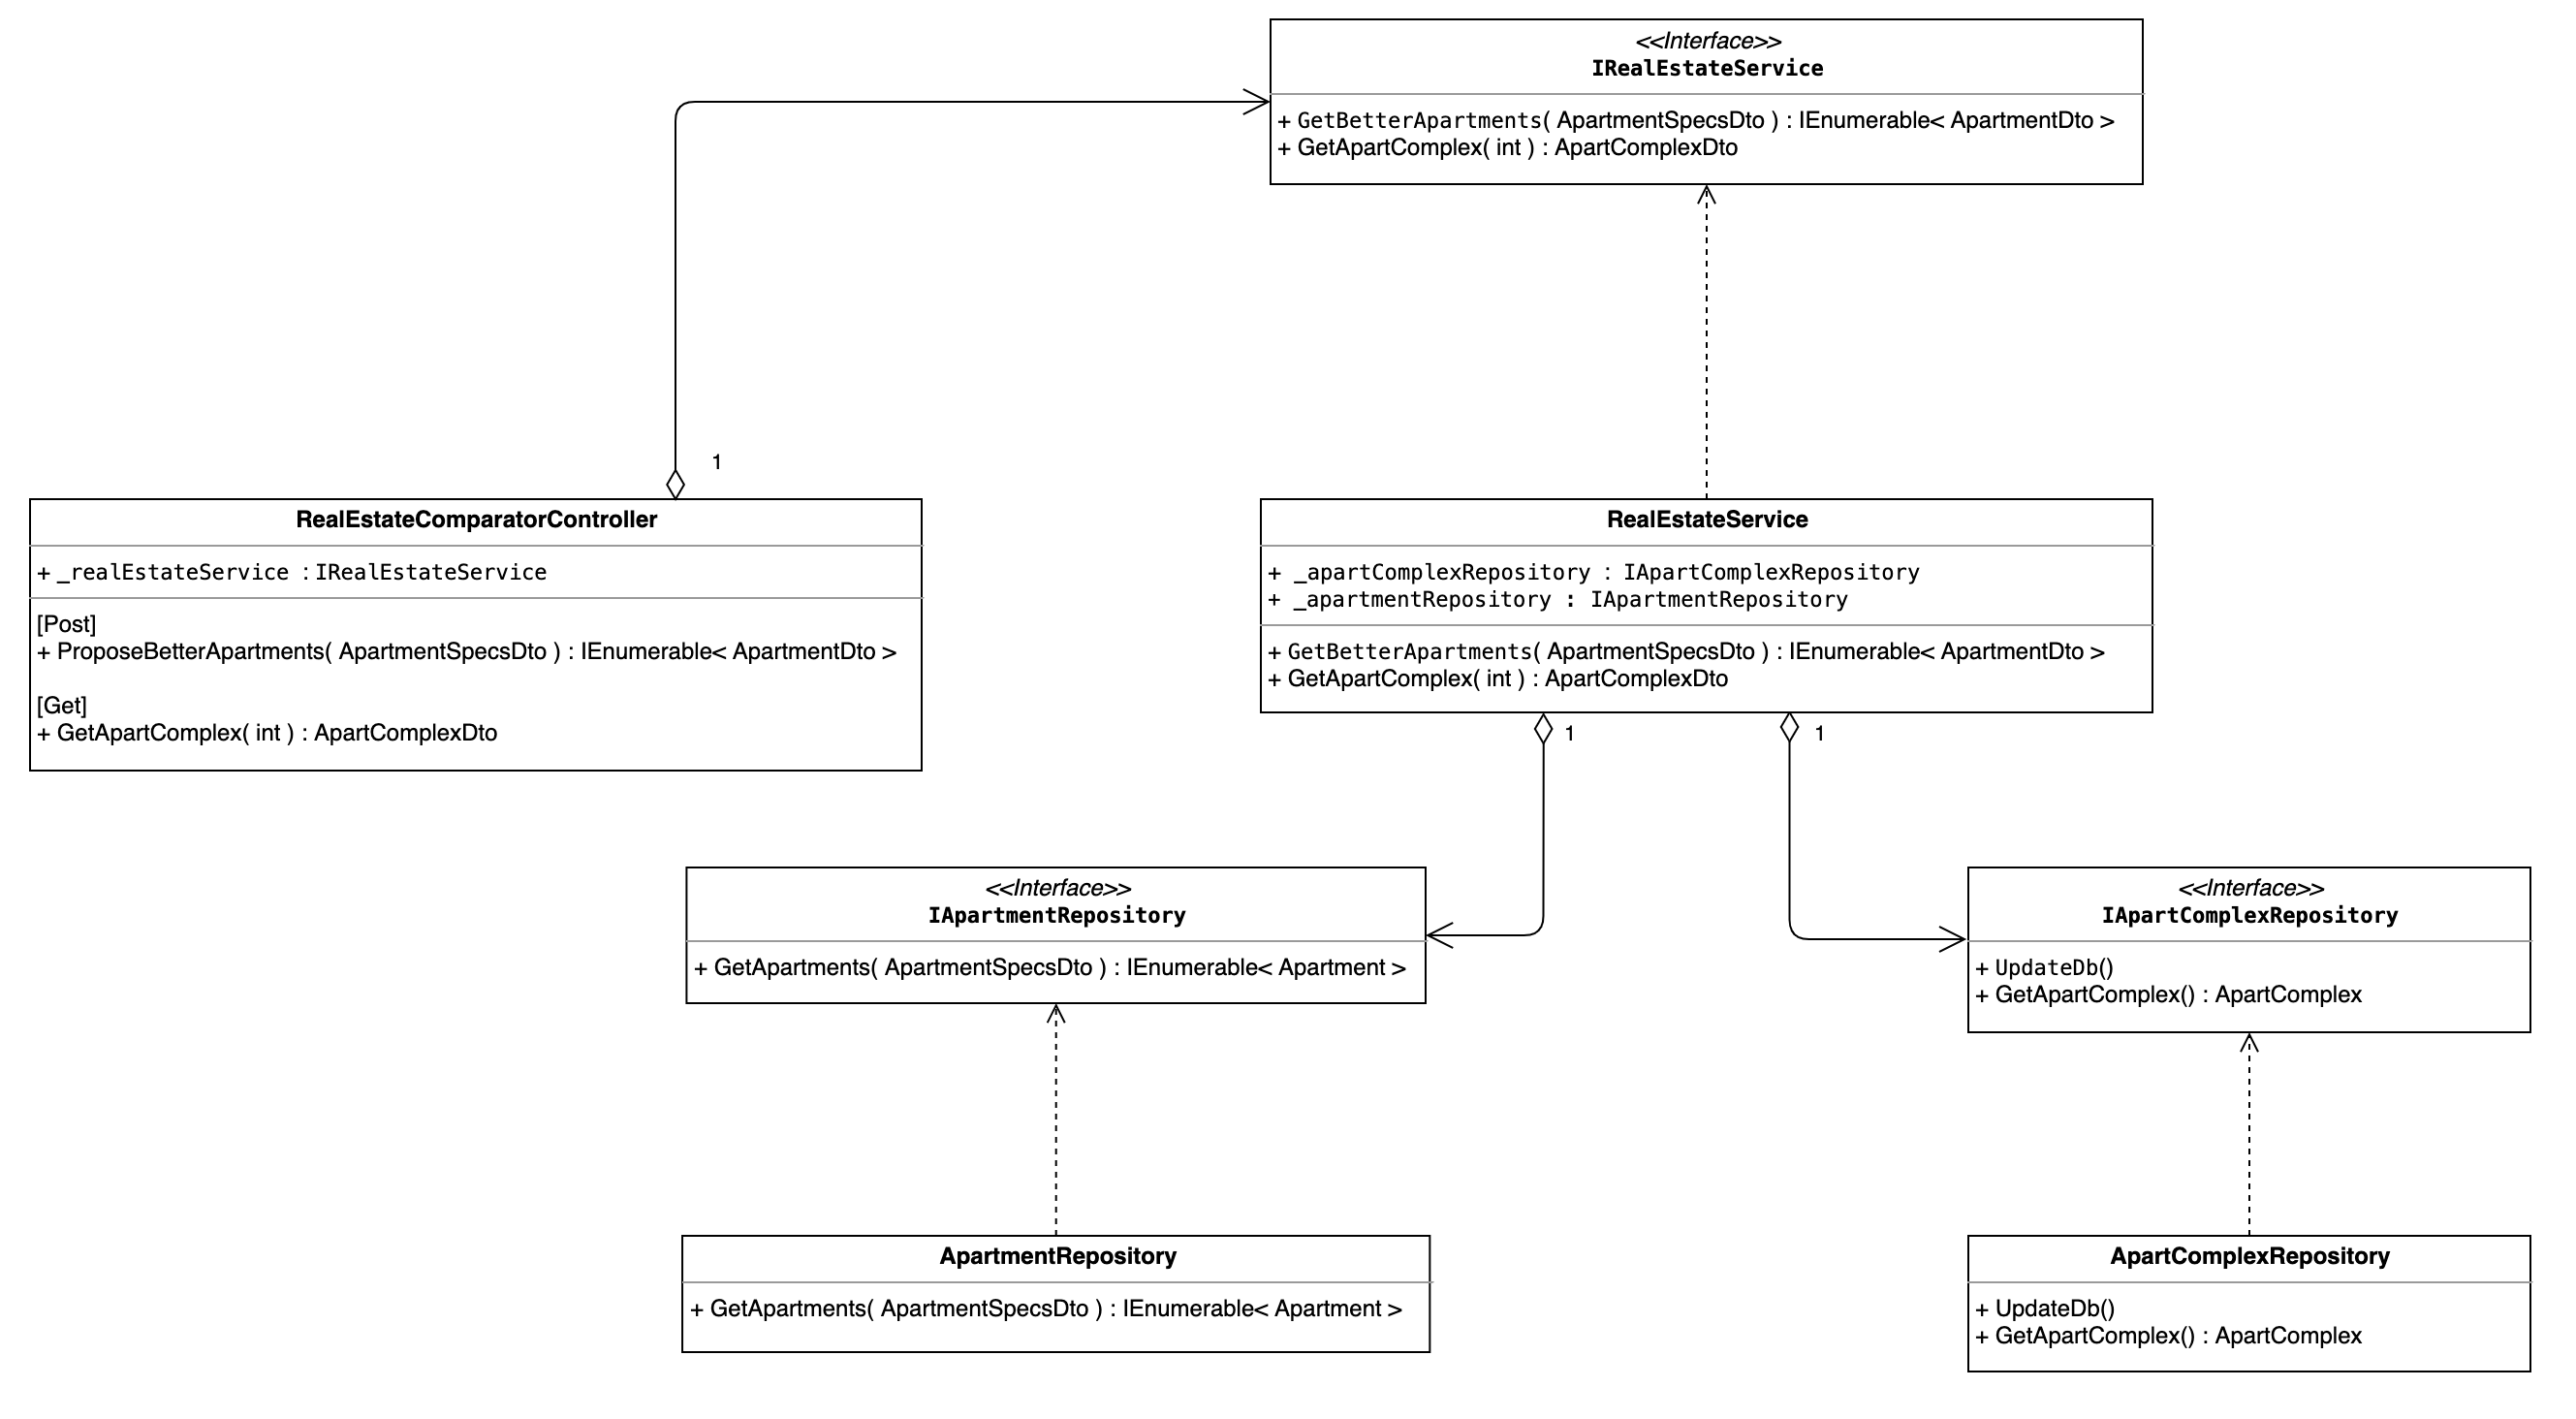 <<Interface>>
IRealEstateService
+ GetBetterApartments( ApartmentSpecsDto ) : IEnumerable< ApartmentDto >
+ GetApartComplex( int ) : ApartComplexDto
1
RealEstateComparatorController
+ _realEstateService : IRealEstateService
[Post]
+ ProposeBetterApartments( ApartmentSpecsDto ) : IEnumerable< ApartmentDto >
[Get]
+ GetApartComplex( int ) : ApartComplexDto
RealEstateService
+ _apartComplexRepository : IApartComplexRepository
+ _apartmentRepository : IApartmentRepository
+ GetBetterApartments( ApartmentSpecsDto ) : IEnumerable< ApartmentDto >
+ GetApartComplex( int ) : ApartComplexDto
1
1
<<Interface>>
IApartmentRepository
+ GetApartments( ApartmentSpecsDto ) : IEnumerable< Apartment >
<<Interface>>
IApartComplexRepository
+ UpdateDb()
+ GetApartComplex() : ApartComplex
ApartmentRepository
+ GetApartments( ApartmentSpecsDto ) : IEnumerable< Apartment >
ApartComplexRepository
+ UpdateDb()
+ GetApartComplex() : ApartComplex